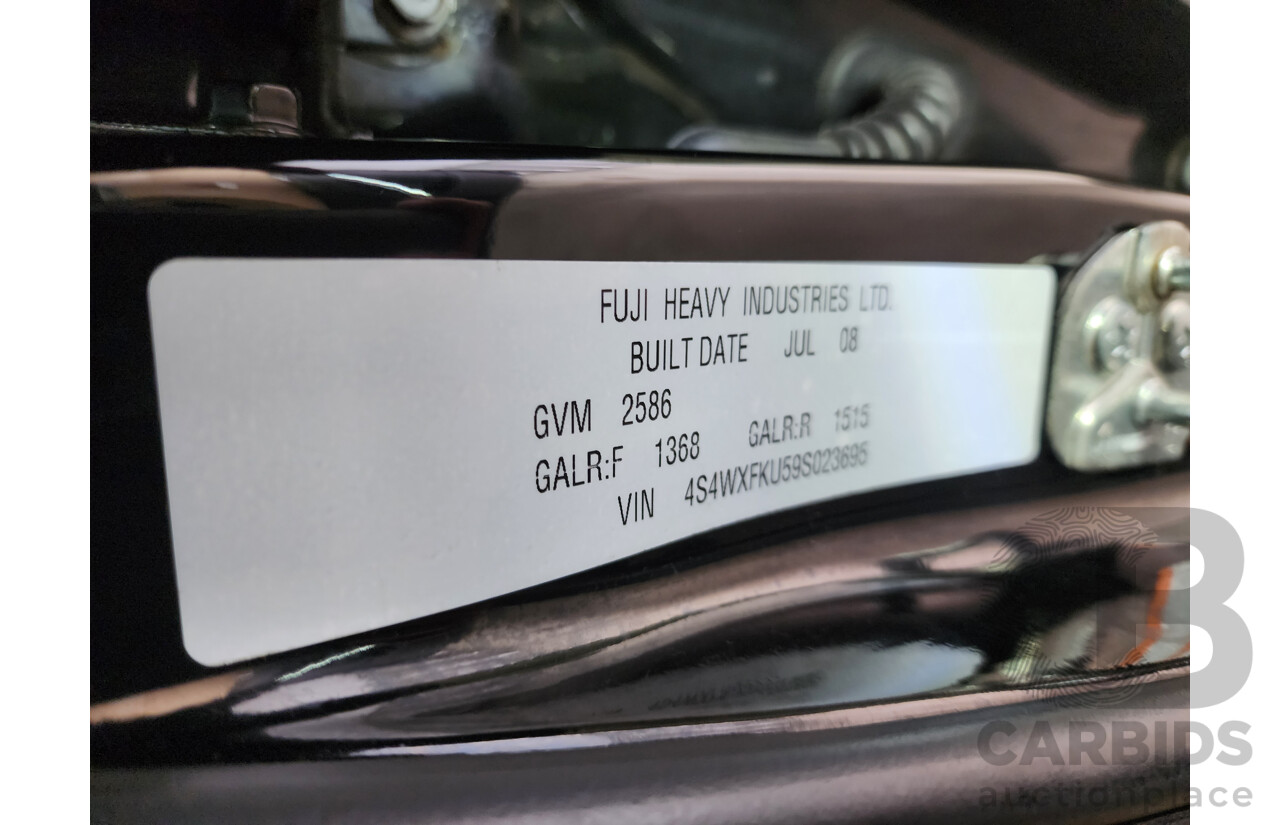 FUJI HEAVY INDUSTRIES LTD.
BUILT DATE JUL 08
GVM 2586
GALR:F 1368 GALR:R 1515
VIN 4S4WXFKU59S023695
B
CARBIDS
auctionplace